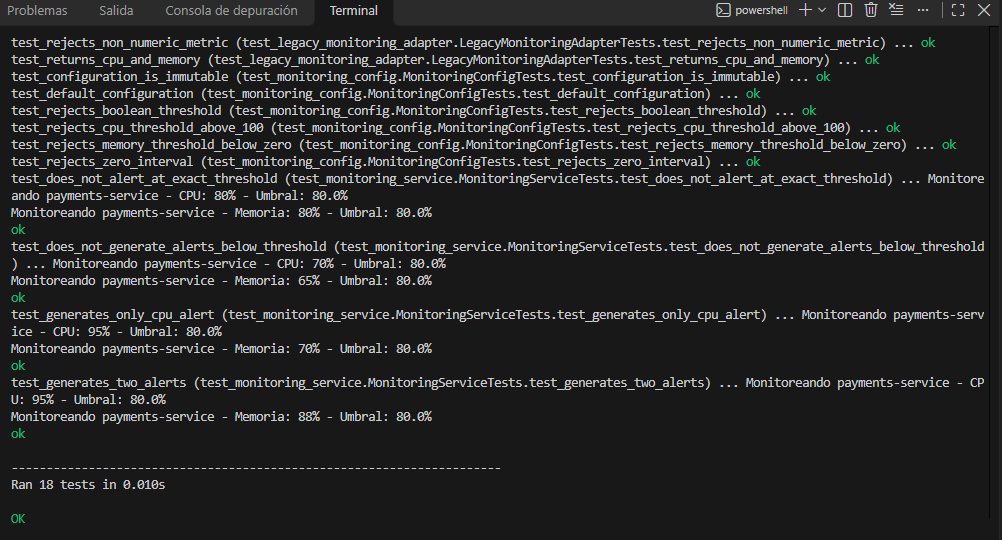 Problemas Salida Consola de depuración Terminal powershell
test_rejects_non_numeric_metric (test_legacy_monitoring_adapter.LegacyMonitoringAdapterTests.test_rejects_non_numeric_metric) ... ok
test_returns_cpu_and_memory (test_legacy_monitoring_adapter.LegacyMonitoringAdapterTests.test_returns_cpu_and_memory) ... ok
test_configuration_is_immutable (test_monitoring_config.MonitoringConfigTests.test_configuration_is_immutable) ... ok
test_default_configuration (test_monitoring_config.MonitoringConfigTests.test_default_configuration) ... ok
test_rejects_boolean_threshold (test_monitoring_config.MonitoringConfigTests.test_rejects_boolean_threshold) ... ok
test_rejects_cpu_threshold_above_100 (test_monitoring_config.MonitoringConfigTests.test_rejects_cpu_threshold_above_100) ... ok
test_rejects_memory_threshold_below_zero (test_monitoring_config.MonitoringConfigTests.test_rejects_memory_threshold_below_zero) ... ok
test_rejects_zero_interval (test_monitoring_config.MonitoringConfigTests.test_rejects_zero_interval) ... ok
test_does_not_alert_at_exact_threshold (test_monitoring_service.MonitoringServiceTests.test_does_not_alert_at_exact_threshold) ... Monitore
ando payments-service - CPU: 80% - Umbral: 80.0%
Monitoreando payments-service - Memoria: 80% - Umbral: 80.0%
ok
test_does_not_generate_alerts_below_threshold (test_monitoring_service.MonitoringServiceTests.test_does_not_generate_alerts_below_threshold
) ... Monitoreando payments-service - CPU: 70% - Umbral: 80.0%
Monitoreando payments-service - Memoria: 65% - Umbral: 80.0%
ok
test_generates_only_cpu_alert (test_monitoring_service.MonitoringServiceTests.test_generates_only_cpu_alert) ... Monitoreando payments-serv
ice - CPU: 95% - Umbral: 80.0%
Monitoreando payments-service - Memoria: 70% - Umbral: 80.0%
ok
test_generates_two_alerts (test_monitoring_service.MonitoringServiceTests.test_generates_two_alerts) ... Monitoreando payments-service - CP
U: 95% - Umbral: 80.0%
Monitoreando payments-service - Memoria: 88% - Umbral: 80.0%
ok
----------------------------------------------------------------------
Ran 18 tests in 0.010s
OK